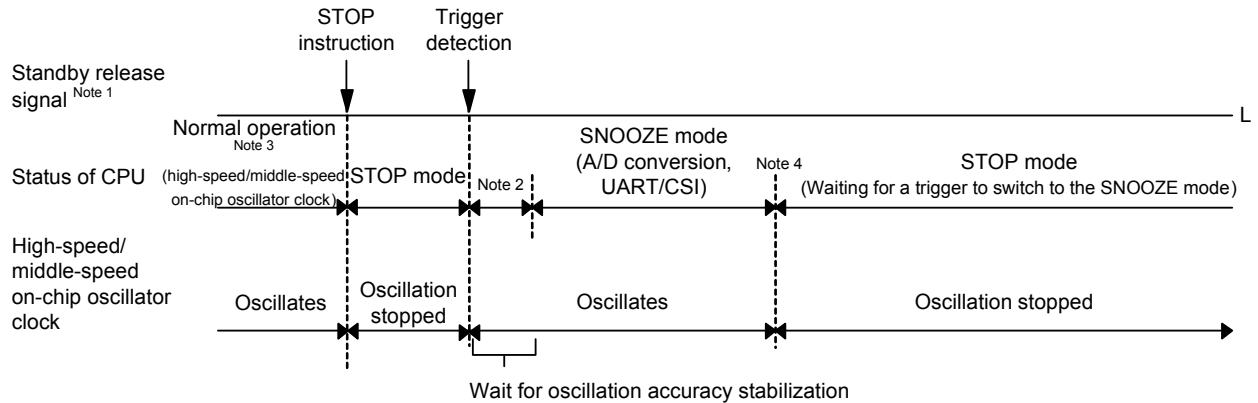 STOP
instruction
Trigger
detection
Standby release
signal Note 1
L
Normal operation
Note 3
(high-speed/middle-speed
on-chip oscillator clock)
Status of CPU
STOP mode
Note 2
SNOOZE mode
(A/D conversion,
UART/CSI)
Note 4
STOP mode
(Waiting for a trigger to switch to the SNOOZE mode)
High-speed/
middle-speed
on-chip oscillator
clock
Oscillates
Oscillation
stopped
Oscillates
Oscillation stopped
Wait for oscillation accuracy stabilization